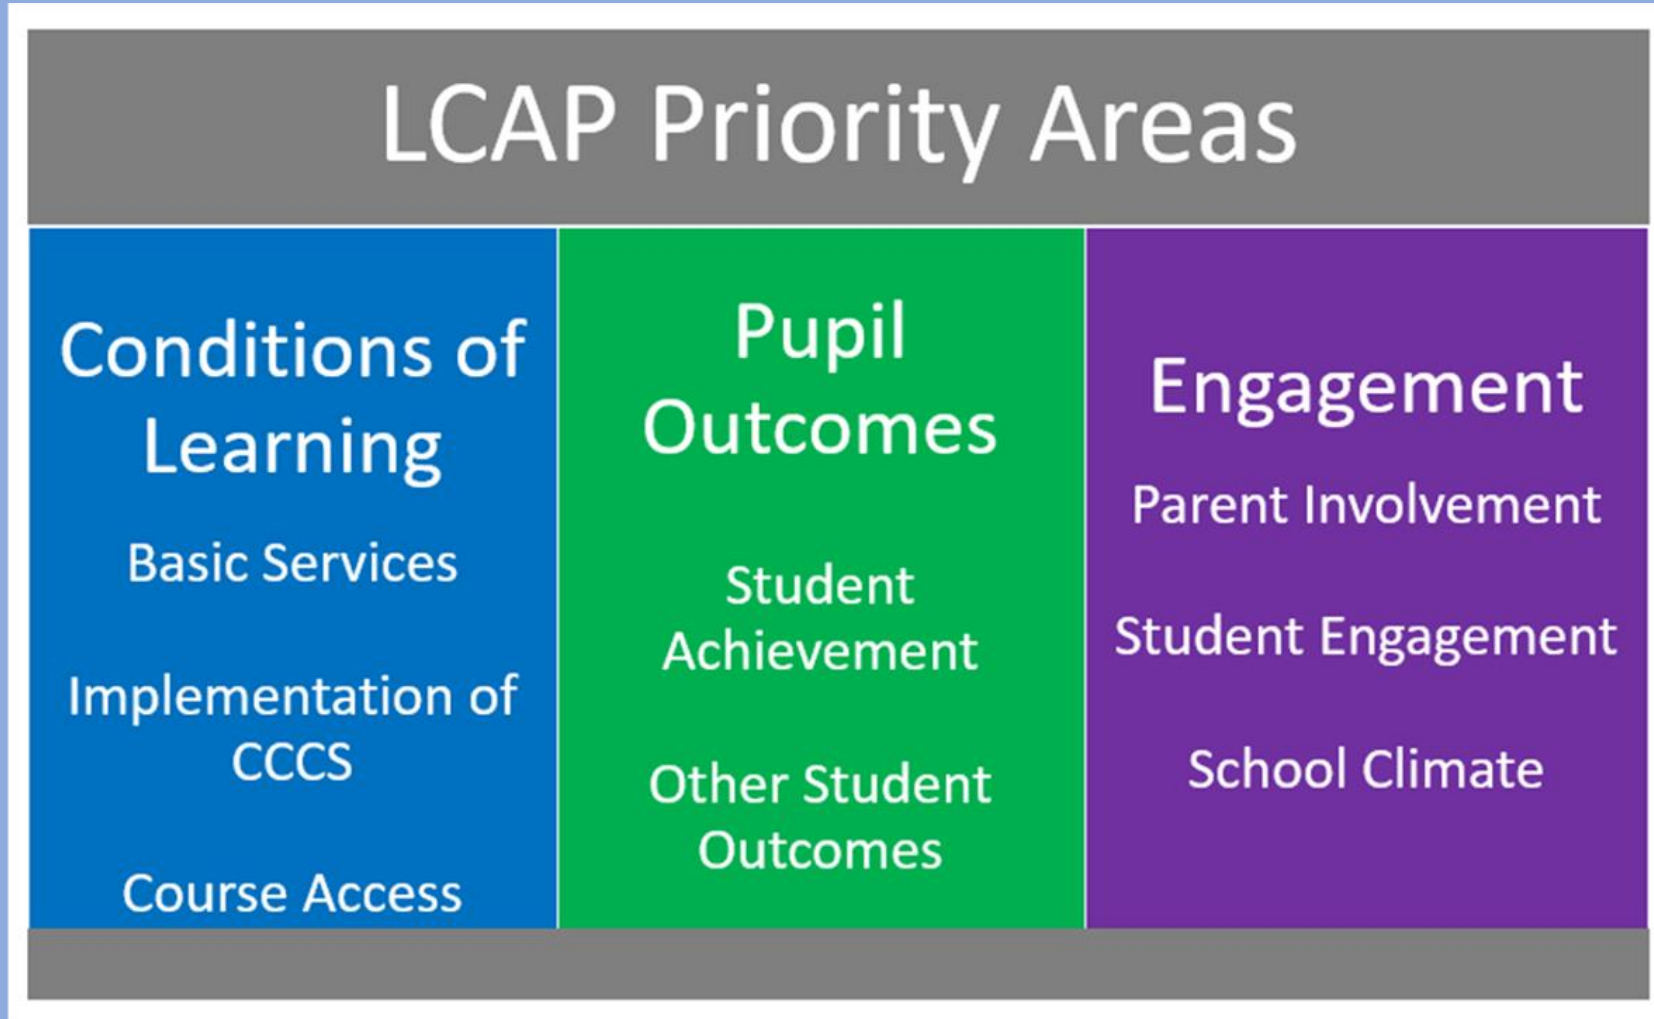 LCAP Priority Areas
Conditions of
Learning
Basic Services
Implementation of
CCCS
Course Access
Pupil
Outcomes
Student
Achievement
Other Student
Outcomes
Engagement
Parent Involvement
Student Engagement
School Climate